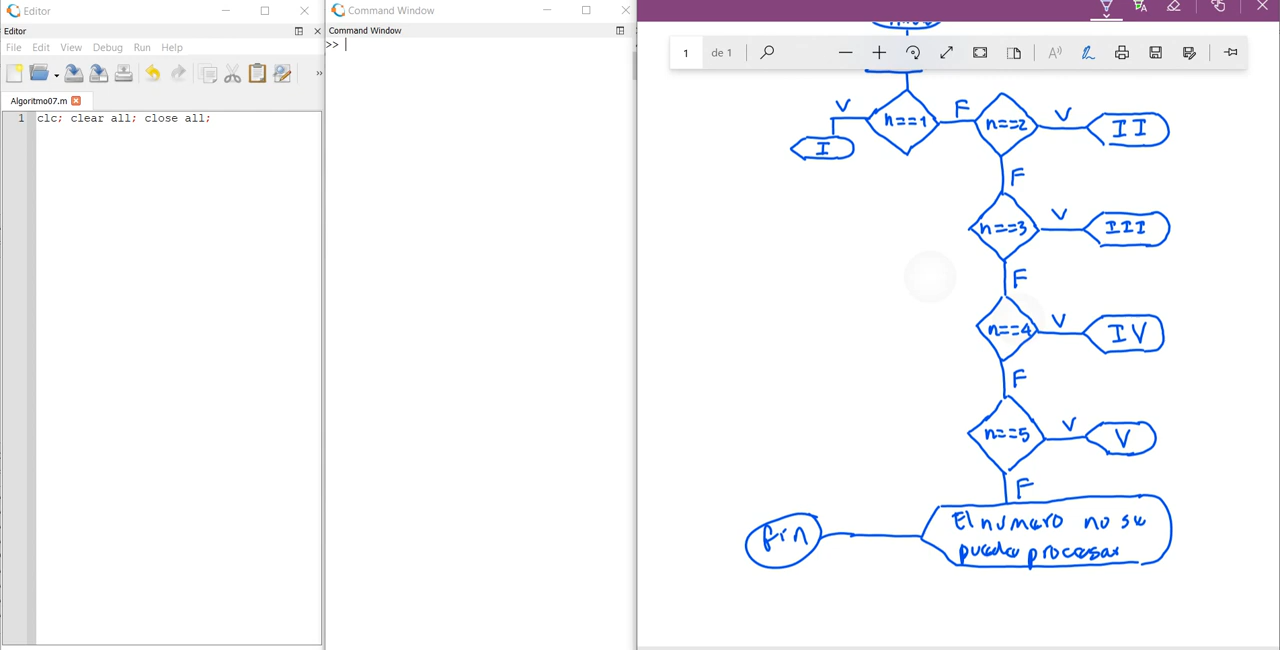 Editor
Editor
File Edit View Debug Run Help
»
Algoritmo07.m
1 clc; clear all; close all;
Command Window
Command Window
>>
1 de 1
n==1
V
F
I
n==2
V
II
F
n==3
V
III
F
n==4
V
IV
F
n==5
V
V
F
El número no se
puede procesar
fin